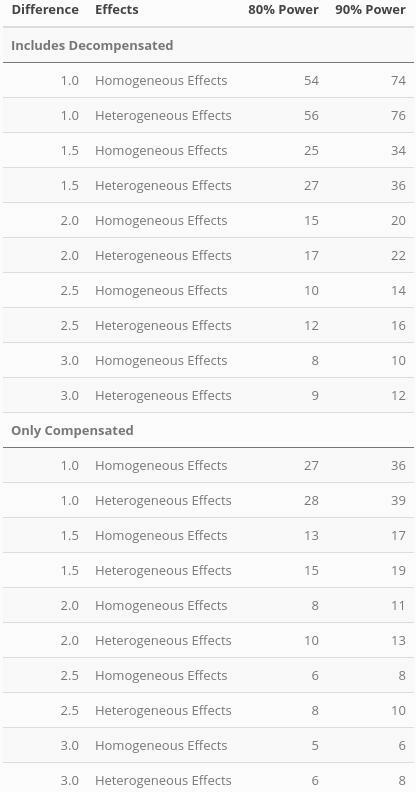 Difference Effects 80% Power 90% Power
Includes Decompensated
1.0 Homogeneous Effects 54 74
1.0 Heterogeneous Effects 56 76
1.5 Homogeneous Effects 25 34
1.5 Heterogeneous Effects 27 36
2.0 Homogeneous Effects 15 20
2.0 Heterogeneous Effects 17 22
2.5 Homogeneous Effects 10 14
2.5 Heterogeneous Effects 12 16
3.0 Homogeneous Effects 8 10
3.0 Heterogeneous Effects 9 12
Only Compensated
1.0 Homogeneous Effects 27 36
1.0 Heterogeneous Effects 28 39
1.5 Homogeneous Effects 13 17
1.5 Heterogeneous Effects 15 19
2.0 Homogeneous Effects 8 11
2.0 Heterogeneous Effects 10 13
2.5 Homogeneous Effects 6 8
2.5 Heterogeneous Effects 8 10
3.0 Homogeneous Effects 5 6
3.0 Heterogeneous Effects 6 8